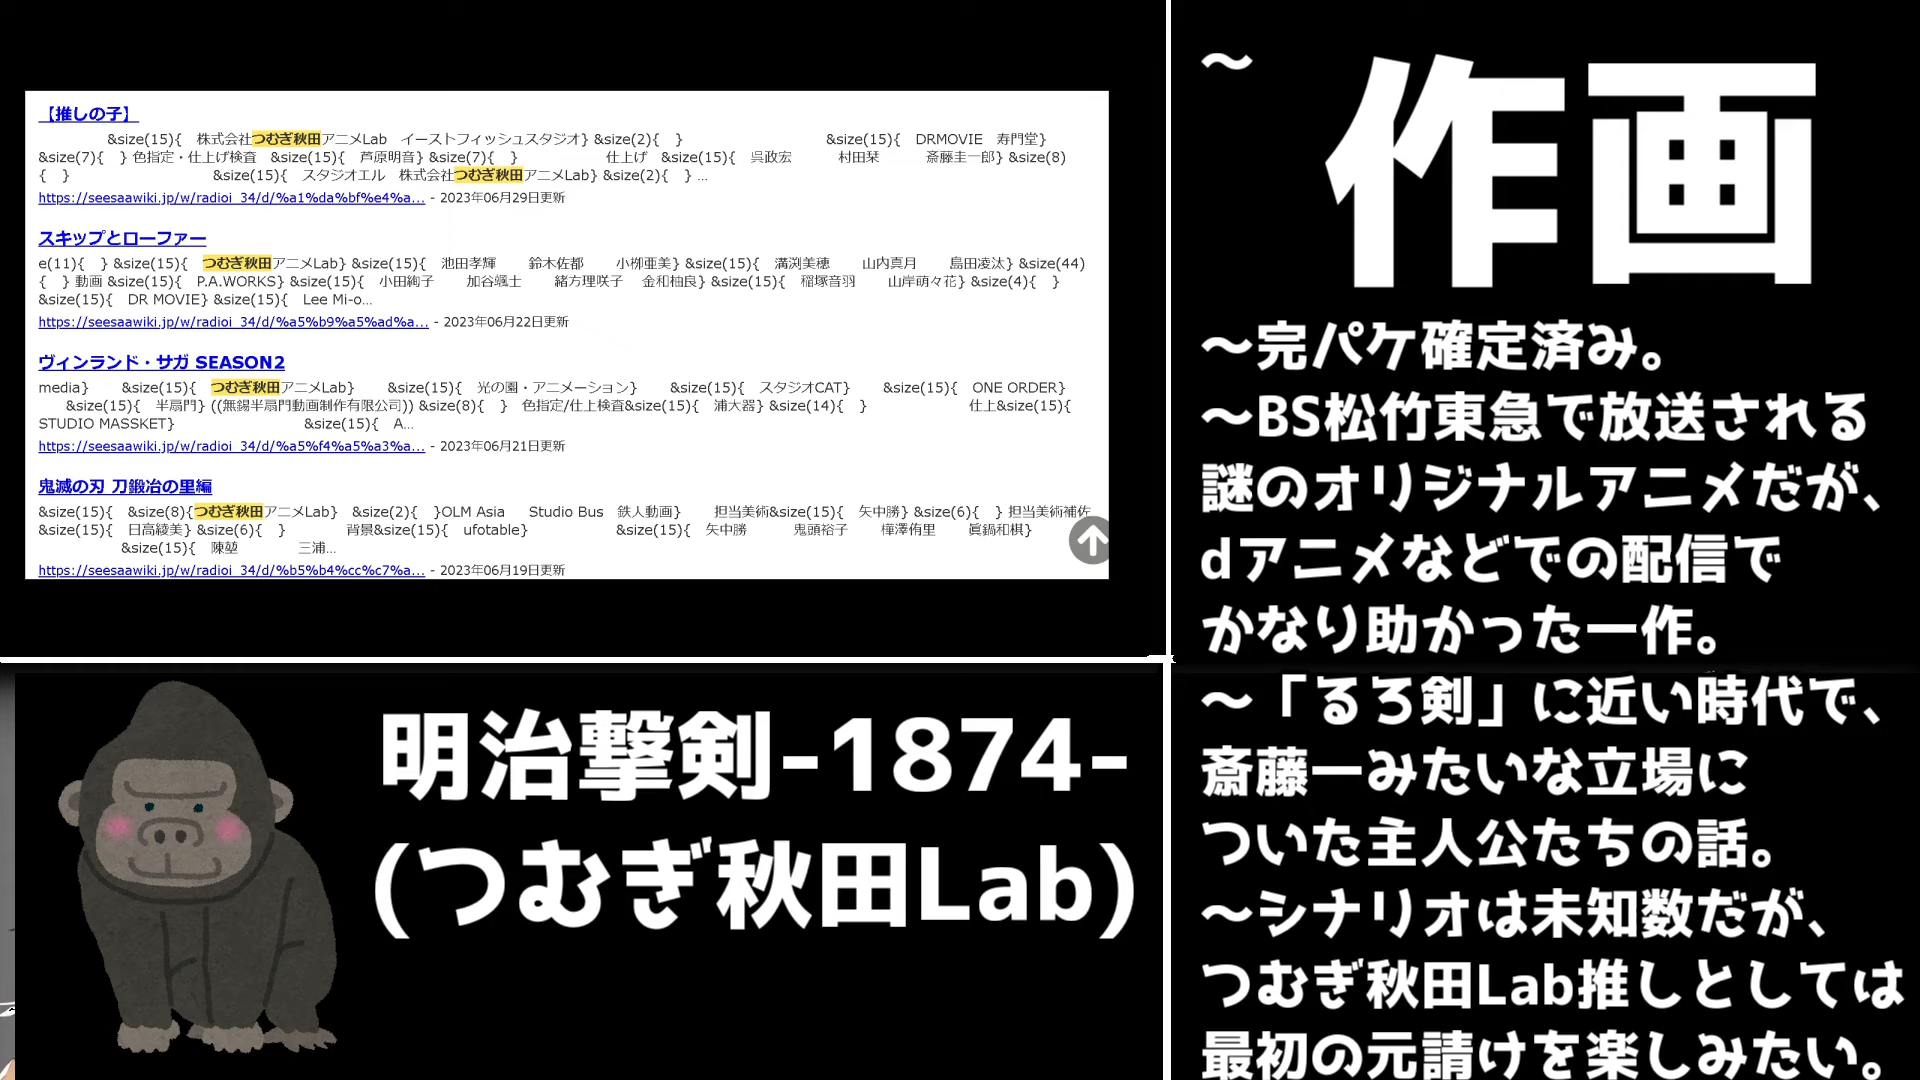 【推しの子】
&size(15){ 株式会社つむぎ秋田アニメLab イーストフィッシュスタジオ} &size(2){ } &size(15){ DRMOVIE 寿門堂}
&size(7){ } 色指定・仕上げ検査 &size(15){ 芦原明音} &size(7){ } 仕上げ &size(15){ 呉政宏 村田栞 斎藤圭一郎} &size(8)
{ } &size(15){ スタジオエル 株式会社つむぎ秋田アニメLab} &size(2){ } ...
https://seesaawiki.jp/w/radioi_34/d/%a1%da%bf%e4%a... - 2023年06月29日更新
スキップとローファー
e(11){ } &size(15){ つむぎ秋田アニメLab} &size(15){ 池田孝輝 鈴木佐都 小栁亜美} &size(15){ 溝渕美穂 山内真月 島田凌汰} &size(44)
{ } 動画 &size(15){ P.A.WORKS} &size(15){ 小田絢子 加谷颯士 緒方理咲子 金和柚良} &size(15){ 稲塚音羽 山岸萌々花} &size(4){ }
&size(15){ DR MOVIE} &size(15){ Lee Mi-o...
https://seesaawiki.jp/w/radioi_34/d/%a5%b9%a5%ad%a... - 2023年06月22日更新
ヴィンランド・サガ SEASON2
media} &size(15){ つむぎ秋田アニメLab} &size(15){ 光の園・アニメーション} &size(15){ スタジオCAT} &size(15){ ONE ORDER}
&size(15){ 半扇門} ((無錫半扇門動画制作有限公司)) &size(8){ } 色指定/仕上検査&size(15){ 浦大器} &size(14){ } 仕上&size(15){
STUDIO MASSKET} &size(15){ A...
https://seesaawiki.jp/w/radioi_34/d/%a5%f4%a5%a3%a... - 2023年06月21日更新
鬼滅の刃 刀鍛冶の里編
&size(15){ &size(8){つむぎ秋田アニメLab} &size(2){ }OLM Asia Studio Bus 鉄人動画} 担当美術&size(15){ 矢中勝} &size(6){ } 担当美術補佐
&size(15){ 日高綾美} &size(6){ } 背景&size(15){ ufotable} &size(15){ 矢中勝 鬼頭裕子 樺澤侑里 眞鍋和棋}
&size(15){ 陳堃 三浦...
https://seesaawiki.jp/w/radioi_34/d/%b5%b4%cc%c7%a... - 2023年06月19日更新
明治撃剣-1874-
(つむぎ秋田Lab)
～ 作画
～完パケ確定済み。
～BS松竹東急で放送される
謎のオリジナルアニメだが、
dアニメなどでの配信で
かなり助かった一作。
～「るろ剣」に近い時代で、
斎藤一みたいな立場に
ついた主人公たちの話。
～シナリオは未知数だが、
つむぎ秋田Lab推しとしては
最初の元請けを楽しみたい。